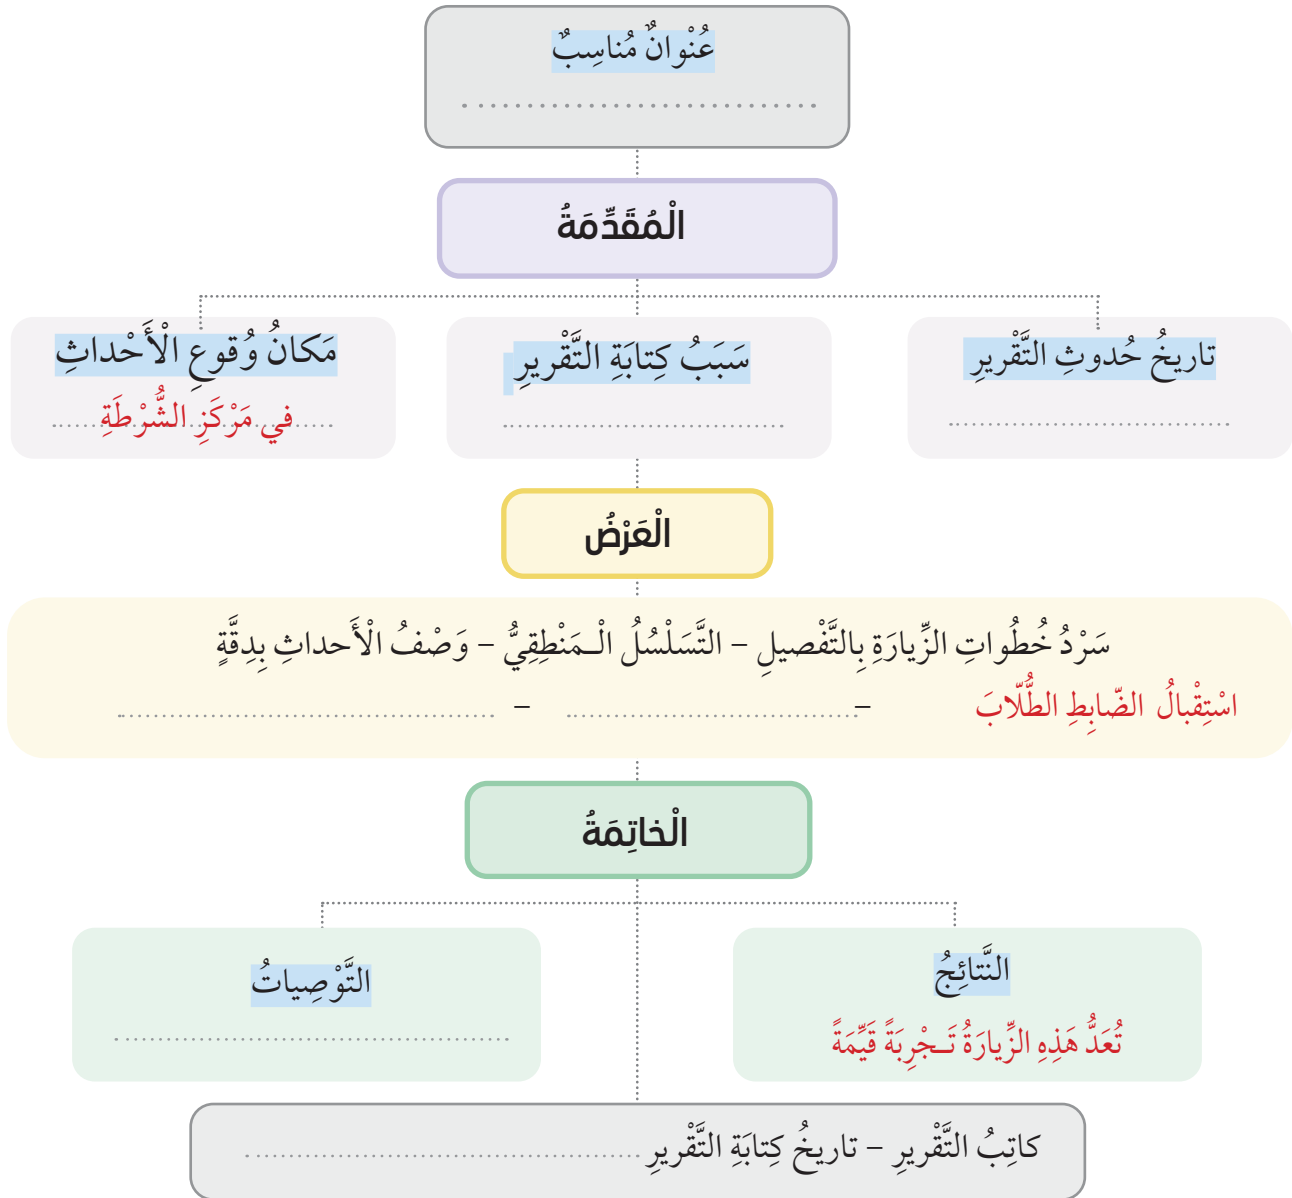 عُنْوانٌ مُناسِبٌ
............................
الْمُقَدِّمَةُ
تاريخُ حُدوثِ التَّقْريرِ
............................
سَبَبُ كِتابَةِ التَّقْريرِ
............................
مَكانُ وُقوعِ الْأَحْداثِ
في مَرْكَزِ الشُّرْطَةِ
الْعَرْضُ
سَرْدُ خُطُواتِ الزِّيارَةِ بِالتَّفْصيلِ – التَّسَلْسُلُ الْـمَنْطِقِيُّ – وَصْفُ الْأَحداثِ بِدِقَّةٍ
اسْتِقْبالُ الضّابِطِ الطُّلّابَ – ............................ – ............................
الْخاتِمَةُ
النَّتائِجُ
تُعَدُّ هَذِهِ الزِّيارَةُ تَـجْرِبَةً قَيِّمَةً
التَّوْصِياتُ
............................
كاتِبُ التَّقْريرِ – تاريخُ كِتابَةِ التَّقْريرِ ............................